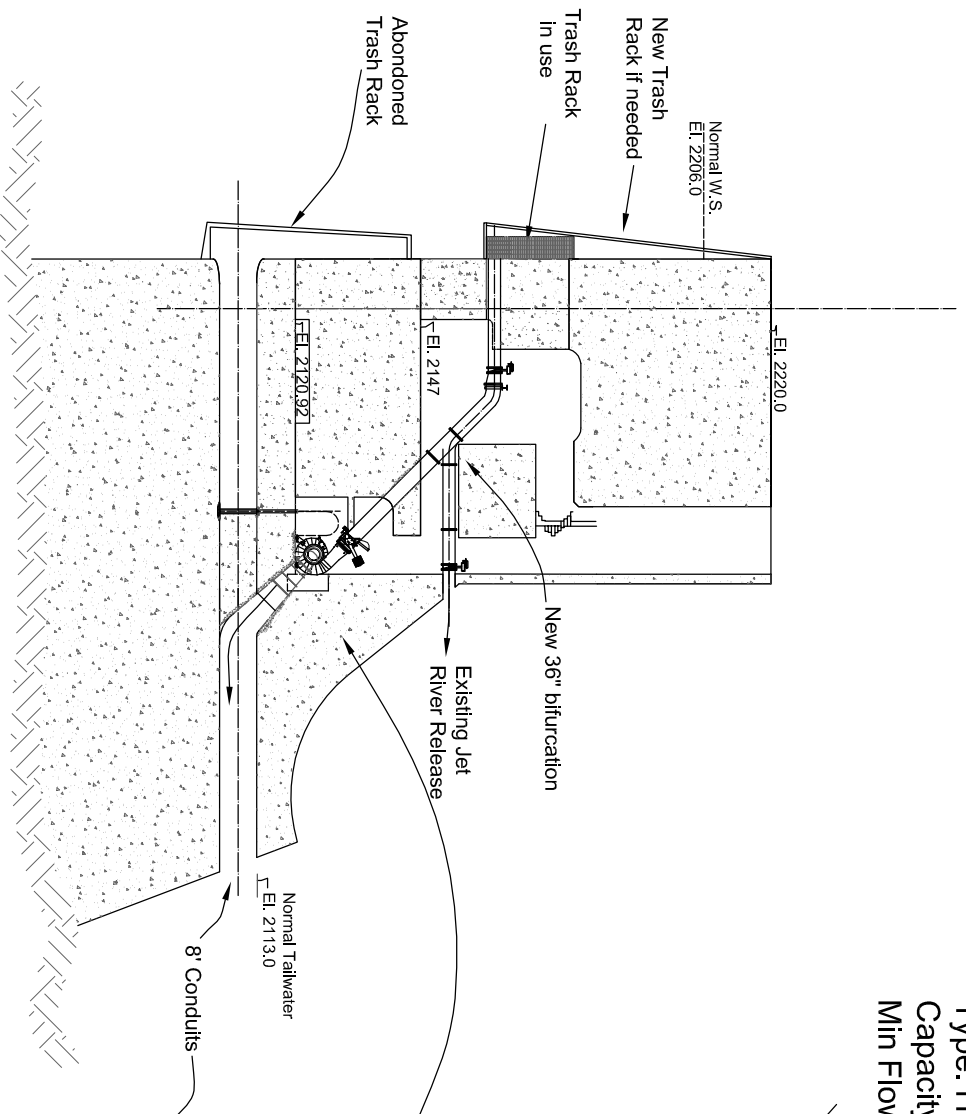 Type: H
Capacity
Min Flow
New Trash
Rack if needed
Normal W.S.
El. 2206.0
Trash Rack
in use
Abondoned
Trash Rack
El. 2220.0
El. 2147
El. 2120.92
New 36" bifurcation
Existing Jet
River Release
Normal Tailwater
El. 2113.0
8' Conduits